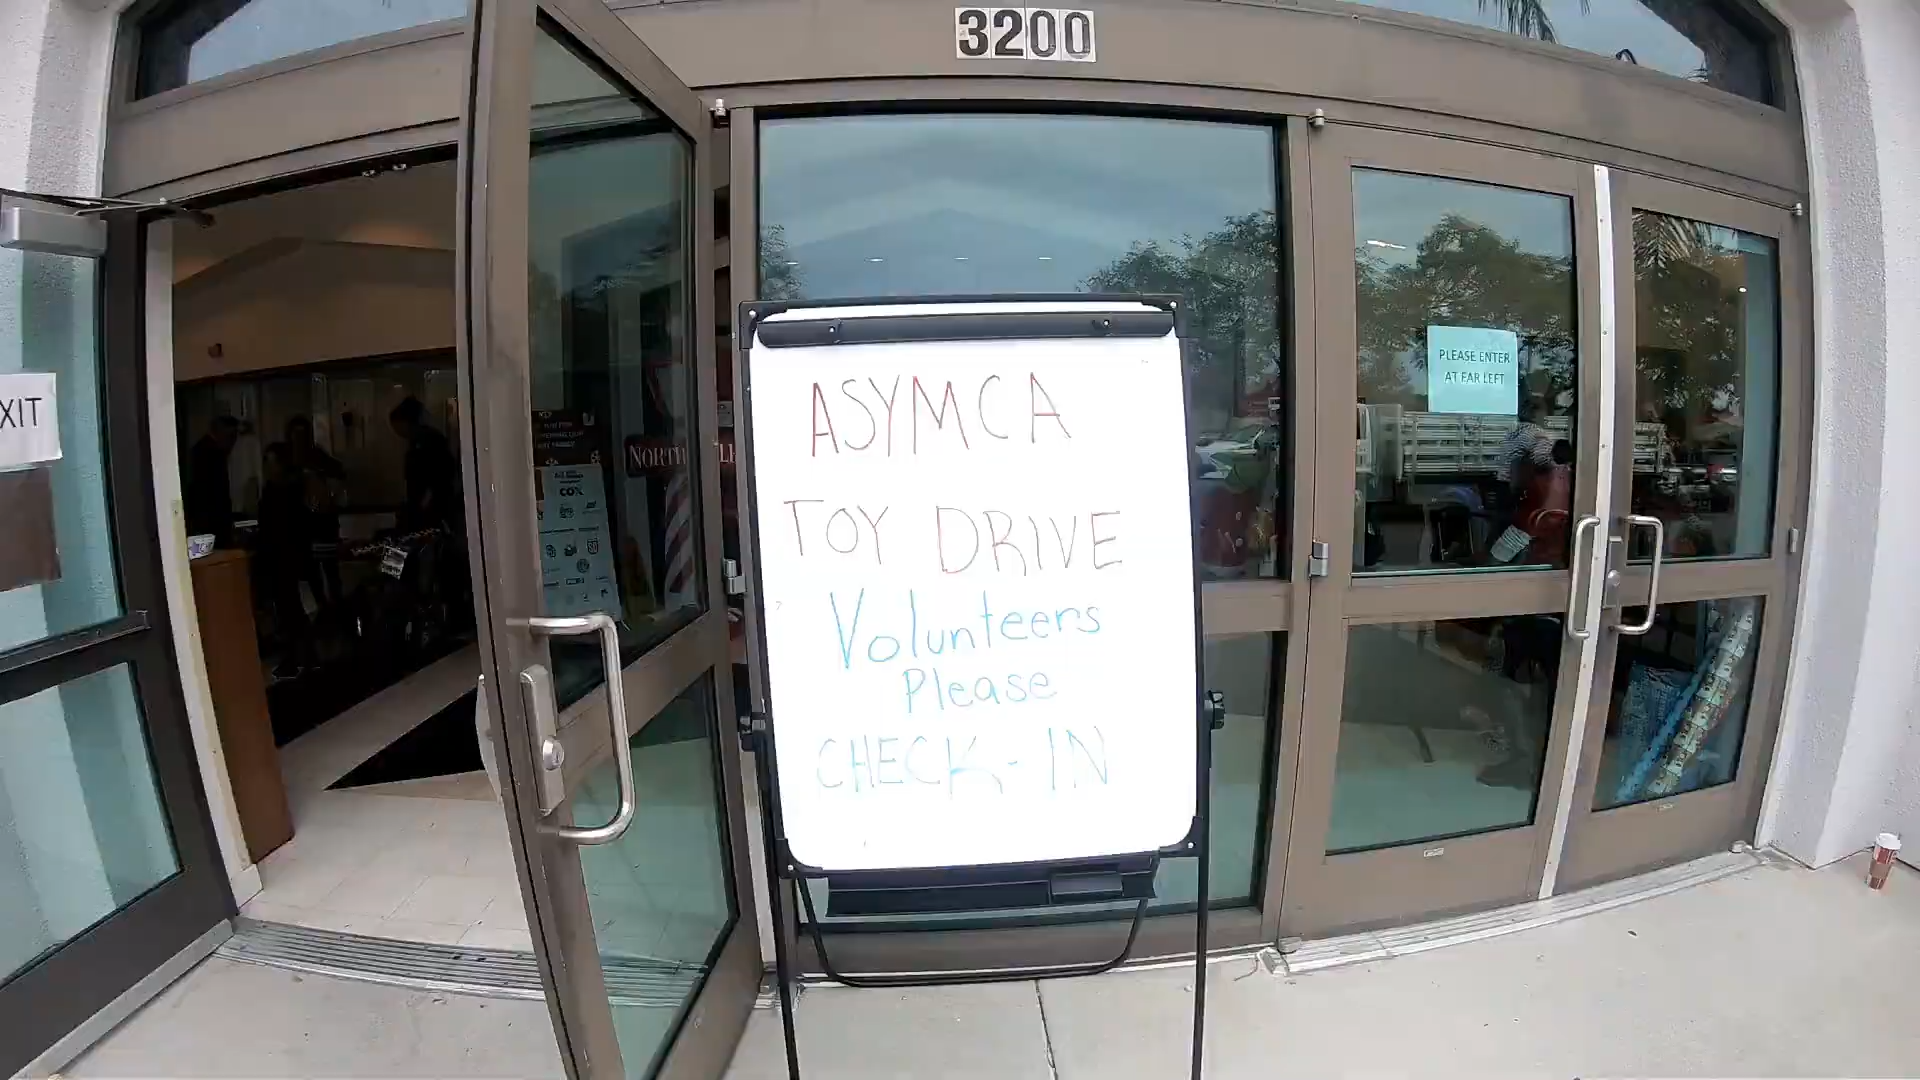 3200
ASYMCA
TOY DRIVE
Volunteers
Please
CHECK-IN
PLEASE ENTER
AT FAR LEFT
XIT
NORTH
COX